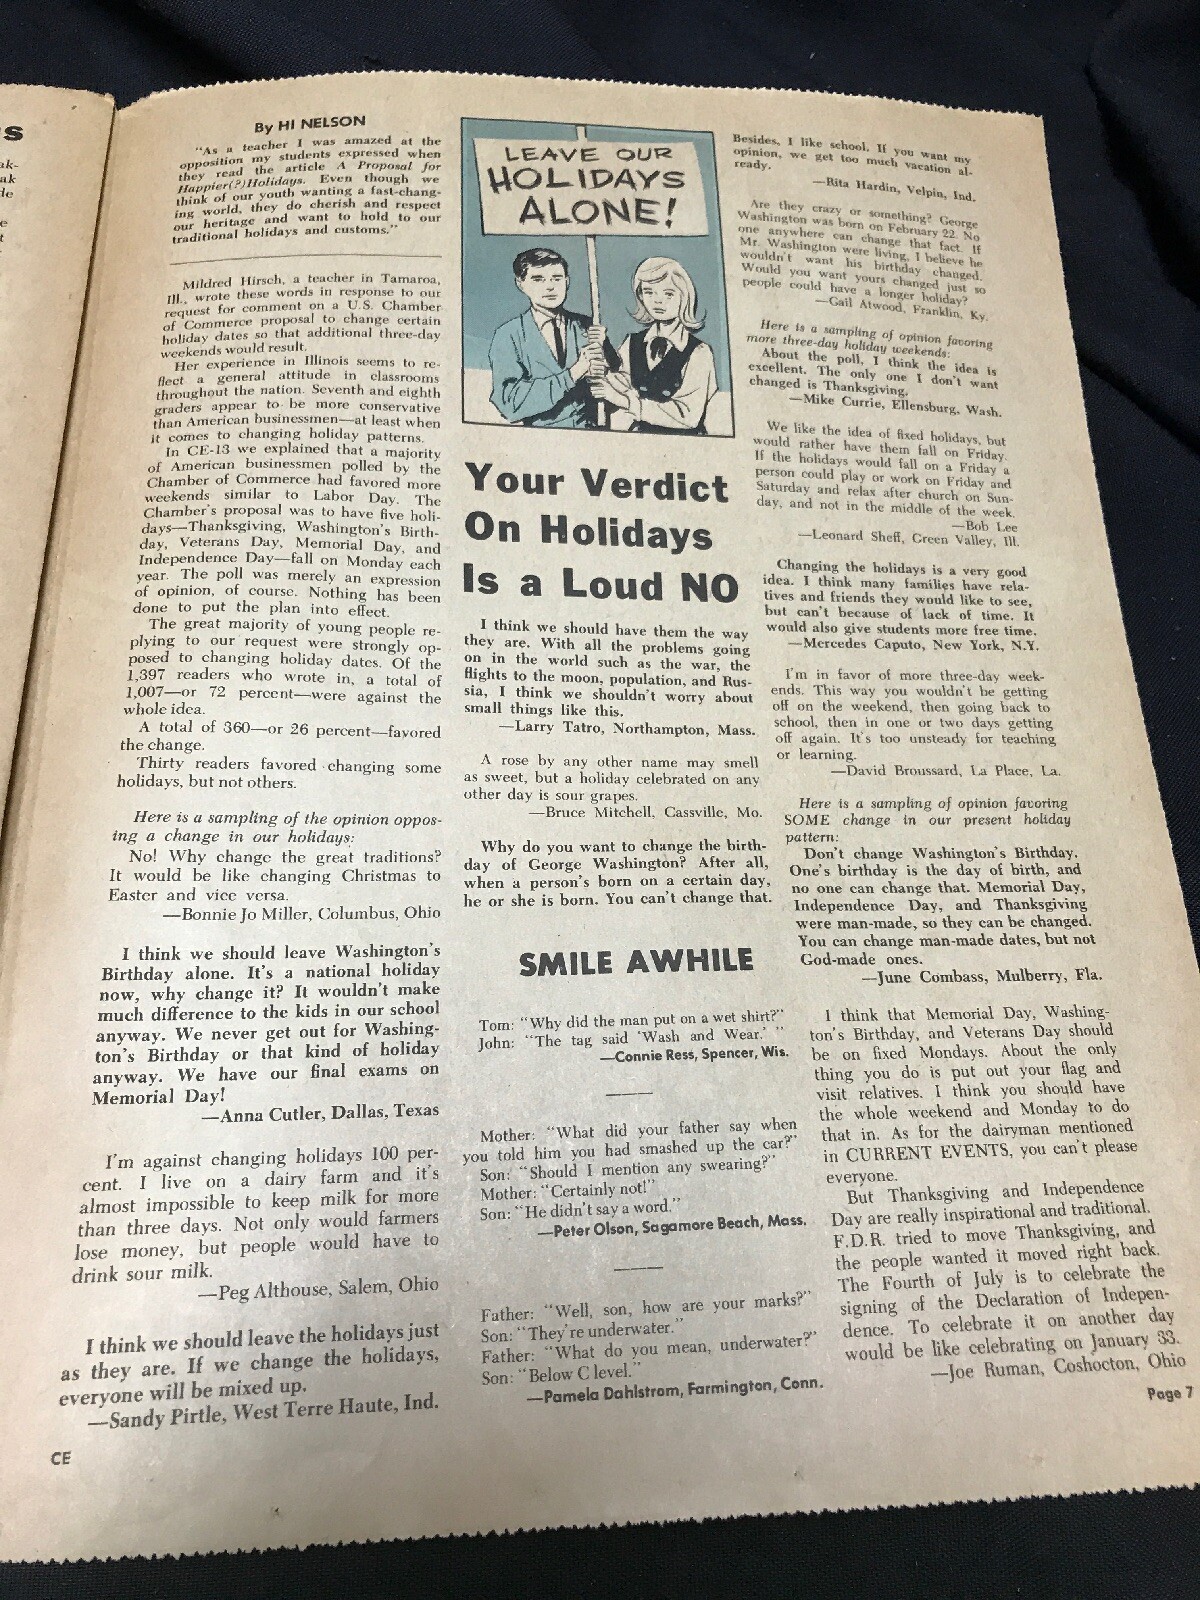 s
ak-
ak
de
e
t
By HI NELSON
"As a teacher I was amazed at the
opposition my students expressed when
they read the article A Proposal for
Happier(?)Holidays. Even though we
think of our youth wanting a fast-chang-
ing world, they do cherish and respect
our heritage and want to hold to our
traditional holidays and customs."
Mildred Hirsch, a teacher in Tamaroa,
Ill., wrote these words in response to our
request for comment on a U.S. Chamber
of Commerce proposal to change certain
holiday dates so that additional three-day
weekends would result.
Her experience in Illinois seems to re-
flect a general attitude in classrooms
throughout the nation. Seventh and eighth
graders appear to be more conservative
than American businessmen—at least when
it comes to changing holiday patterns.
In CE-13 we explained that a majority
of American businessmen polled by the
Chamber of Commerce had favored more
weekends similar to Labor Day. The
Chamber's proposal was to have five holi-
days—Thanksgiving, Washington's Birth-
day, Veterans Day, Memorial Day, and
Independence Day—fall on Monday each
year. The poll was merely an expression
of opinion, of course. Nothing has been
done to put the plan into effect.
The great majority of young people re-
plying to our request were strongly op-
posed to changing holiday dates. Of the
1,397 readers who wrote in, a total of
1,007—or 72 percent—were against the
whole idea.
A total of 360—or 26 percent—favored
the change.
Thirty readers favored changing some
holidays, but not others.
Here is a sampling of the opinion oppos-
ing a change in our holidays:
No! Why change the great traditions?
It would be like changing Christmas to
Easter and vice versa.
—Bonnie Jo Miller, Columbus, Ohio
I think we should leave Washington's
Birthday alone. It's a national holiday
now, why change it? It wouldn't make
much difference to the kids in our school
anyway. We never get out for Washing-
ton's Birthday or that kind of holiday
anyway. We have our final exams on
Memorial Day!
—Anna Cutler, Dallas, Texas
I'm against changing holidays 100 per-
cent. I live on a dairy farm and it's
almost impossible to keep milk for more
than three days. Not only would farmers
lose money, but people would have to
drink sour milk.
—Peg Althouse, Salem, Ohio
I think we should leave the holidays just
as they are. If we change the holidays,
everyone will be mixed up.
—Sandy Pirtle, West Terre Haute, Ind.
CE
LEAVE OUR
HOLIDAYS
ALONE!
Your Verdict
On Holidays
Is a Loud NO
I think we should have them the way
they are. With all the problems going
on in the world such as the war, the
flights to the moon, population, and Rus-
sia, I think we shouldn't worry about
small things like this.
—Larry Tatro, Northampton, Mass.
A rose by any other name may smell
as sweet, but a holiday celebrated on any
other day is sour grapes.
—Bruce Mitchell, Cassville, Mo.
Why do you want to change the birth-
day of George Washington? After all,
when a person's born on a certain day,
he or she is born. You can't change that.
SMILE AWHILE
Tom: "Why did the man put on a wet shirt?"
John: "The tag said 'Wash and Wear.' "
—Connie Ress, Spencer, Wis.
Mother: "What did your father say when
you told him you had smashed up the car?"
Son: "Should I mention any swearing?"
Mother: "Certainly not!"
Son: "He didn't say a word."
—Peter Olson, Sagamore Beach, Mass.
Father: "Well, son, how are your marks?"
Son: "They're underwater."
Father: "What do you mean, underwater?"
Son: "Below C level."
—Pamela Dahlstrom, Farmington, Conn.
Besides, I like school. If you want my
opinion, we get too much vacation al-
ready.
—Rita Hardin, Velpin, Ind.
Are they crazy or something? George
Washington was born on February 22. No
one anywhere can change that fact. If
Mr. Washington were living, I believe he
wouldn't want his birthday changed.
Would you want yours changed just so
people could have a longer holiday?
—Gail Atwood, Franklin, Ky.
Here is a sampling of opinion favoring
more three-day holiday weekends:
About the poll, I think the idea is
excellent. The only one I don't want
changed is Thanksgiving.
—Mike Currie, Ellensburg, Wash.
We like the idea of fixed holidays, but
would rather have them fall on Friday.
If the holidays would fall on a Friday a
person could play or work on Friday and
Saturday and relax after church on Sun-
day, and not in the middle of the week.
—Bob Lee
—Leonard Sheff, Green Valley, Ill.
Changing the holidays is a very good
idea. I think many families have rela-
tives and friends they would like to see,
but can't because of lack of time. It
would also give students more free time.
—Mercedes Caputo, New York, N.Y.
I'm in favor of more three-day week-
ends. This way you wouldn't be getting
off on the weekend, then going back to
school, then in one or two days getting
off again. It's too unsteady for teaching
or learning.
—David Broussard, La Place, La.
Here is a sampling of opinion favoring
SOME change in our present holiday
pattern:
Don't change Washington's Birthday.
One's birthday is the day of birth, and
no one can change that. Memorial Day,
Independence Day, and Thanksgiving
were man-made, so they can be changed.
You can change man-made dates, but not
God-made ones.
—June Combass, Mulberry, Fla.
I think that Memorial Day, Washing-
ton's Birthday, and Veterans Day should
be on fixed Mondays. About the only
thing you do is put out your flag and
visit relatives. I think you should have
the whole weekend and Monday to do
that in. As for the dairyman mentioned
in CURRENT EVENTS, you can't please
everyone.
But Thanksgiving and Independence
Day are really inspirational and traditional.
F.D.R. tried to move Thanksgiving, and
the people wanted it moved right back.
The Fourth of July is to celebrate the
signing of the Declaration of Indepen-
dence. To celebrate it on another day
would be like celebrating on January 33.
—Joe Ruman, Coshocton, Ohio
Page 7